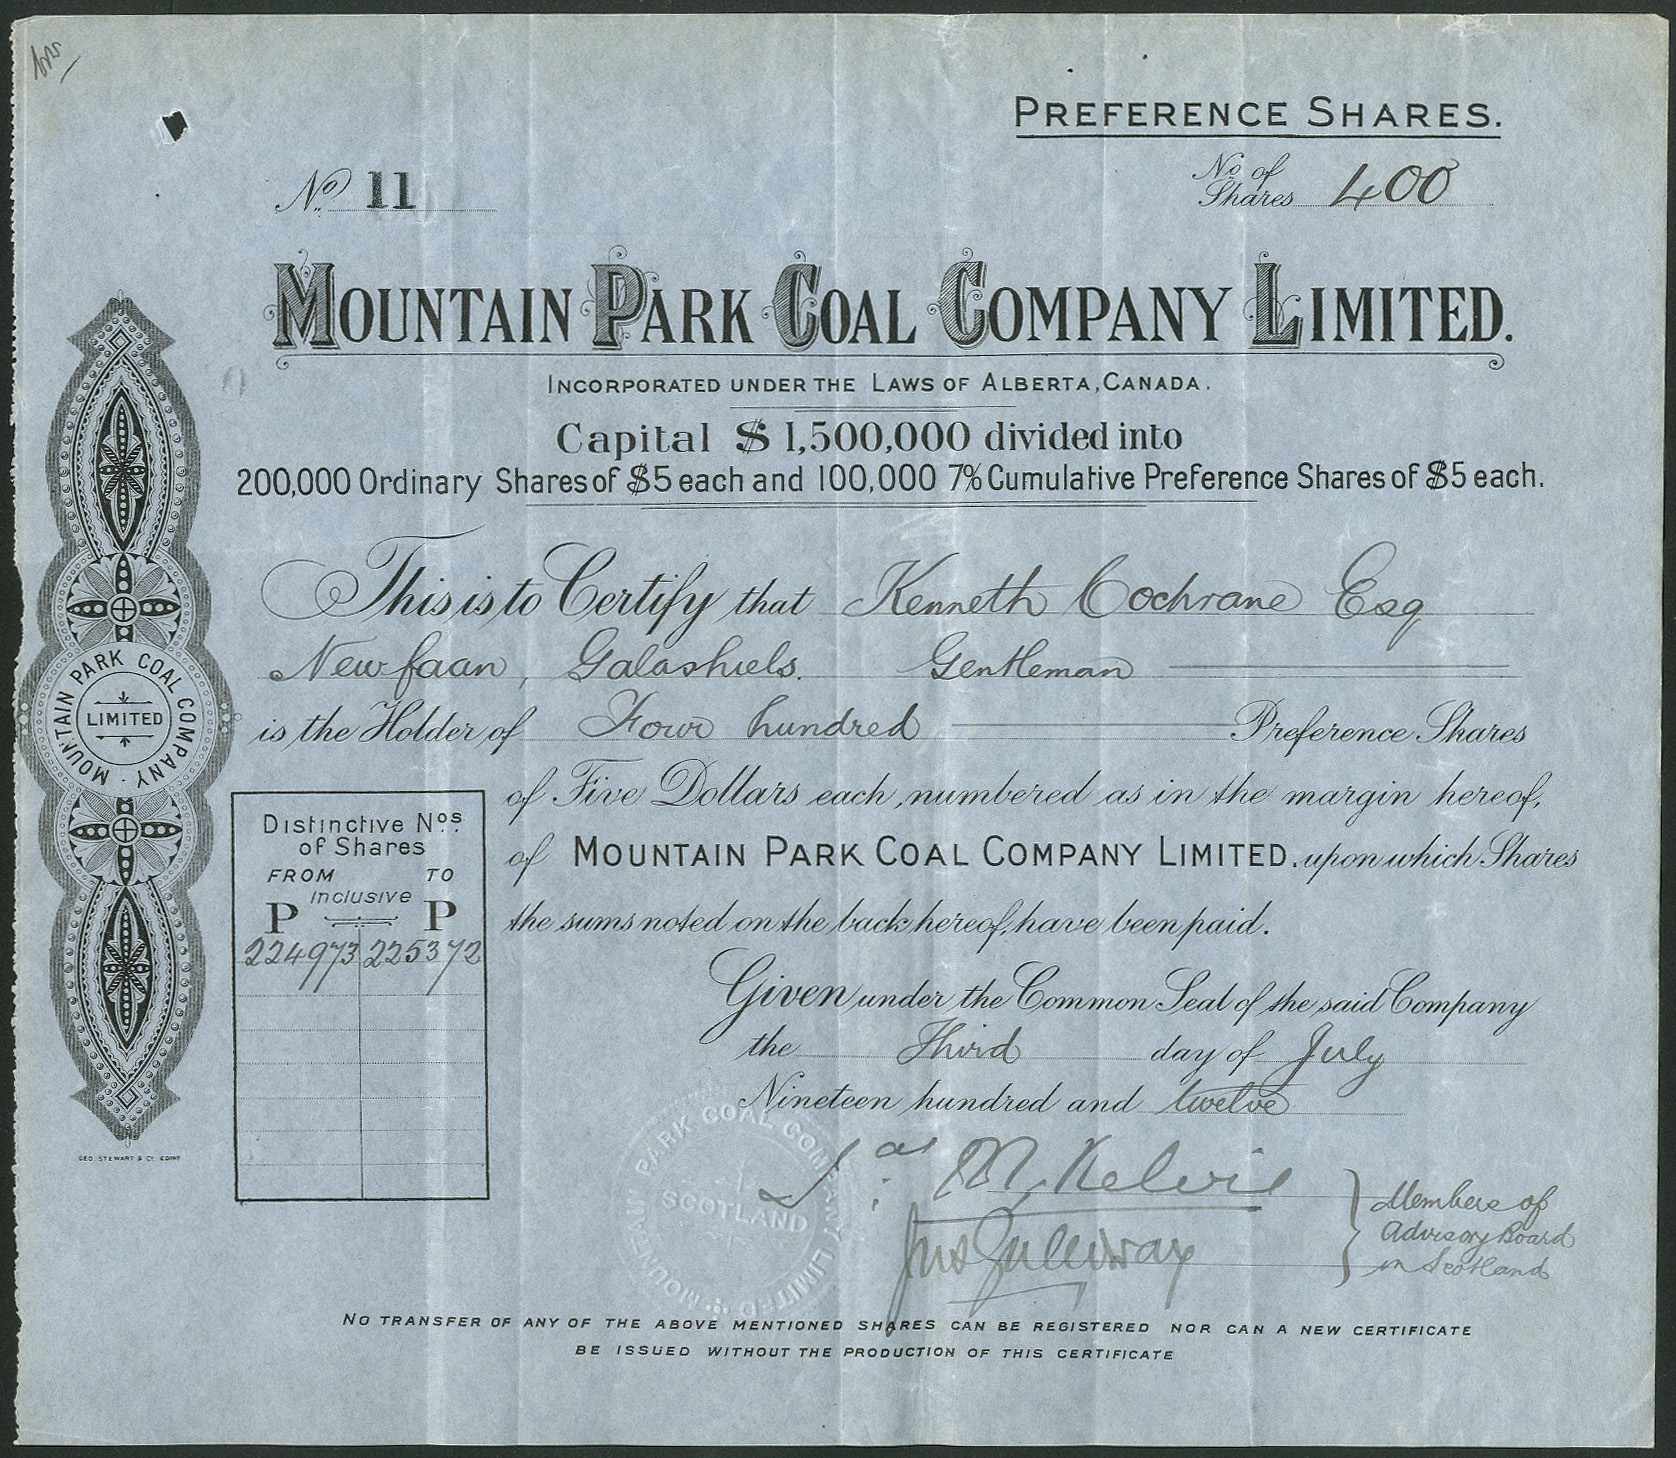 PREFERENCE SHARES.
No. 11
No. of Shares 400
MOUNTAIN PARK COAL COMPANY LIMITED.
INCORPORATED UNDER THE LAWS OF ALBERTA, CANADA.
Capital $1,500,000 divided into
200,000 Ordinary Shares of $5 each and 100,000 7% Cumulative Preference Shares of $5 each.
This is to Certify that Kenneth Cochrane Esq
Newfaan, Galashiels. Gentleman
is the Holder of Four hundred Preference Shares
of Five Dollars each, numbered as in the margin hereof,
of MOUNTAIN PARK COAL COMPANY LIMITED. upon which Shares
the sums noted on the back hereof, have been paid.
Given under the Common Seal of the said Company
the Third day of July
Nineteen hundred and twelve
Jas M. Kelvie
Jas Galloway
Members of
Advisory Board
in Scotland
MOUNTAIN PARK COAL COMPANY.
LIMITED
Distinctive Nos.
of Shares
FROM TO
inclusive
P P
224973 225372
GEO. STEWART & Co. EDINR
MOUNTAIN PARK COAL COMPANY LIMITED
SCOTLAND
NO TRANSFER OF ANY OF THE ABOVE MENTIONED SHARES CAN BE REGISTERED NOR CAN A NEW CERTIFICATE
BE ISSUED WITHOUT THE PRODUCTION OF THIS CERTIFICATE